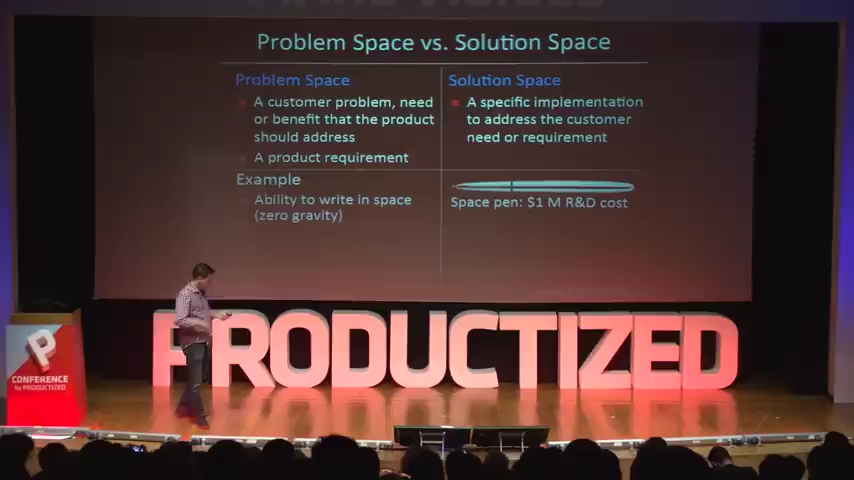 Problem Space vs. Solution Space
Problem Space
A customer problem, need
or benefit that the product
should address
A product requirement
Example
Ability to write in space
(zero gravity)
Solution Space
A specific implementation
to address the customer
need or requirement
Space pen: $1 M R&D cost
PRODUCTIZED
P
CONFERENCE
by PRODUCTIZED